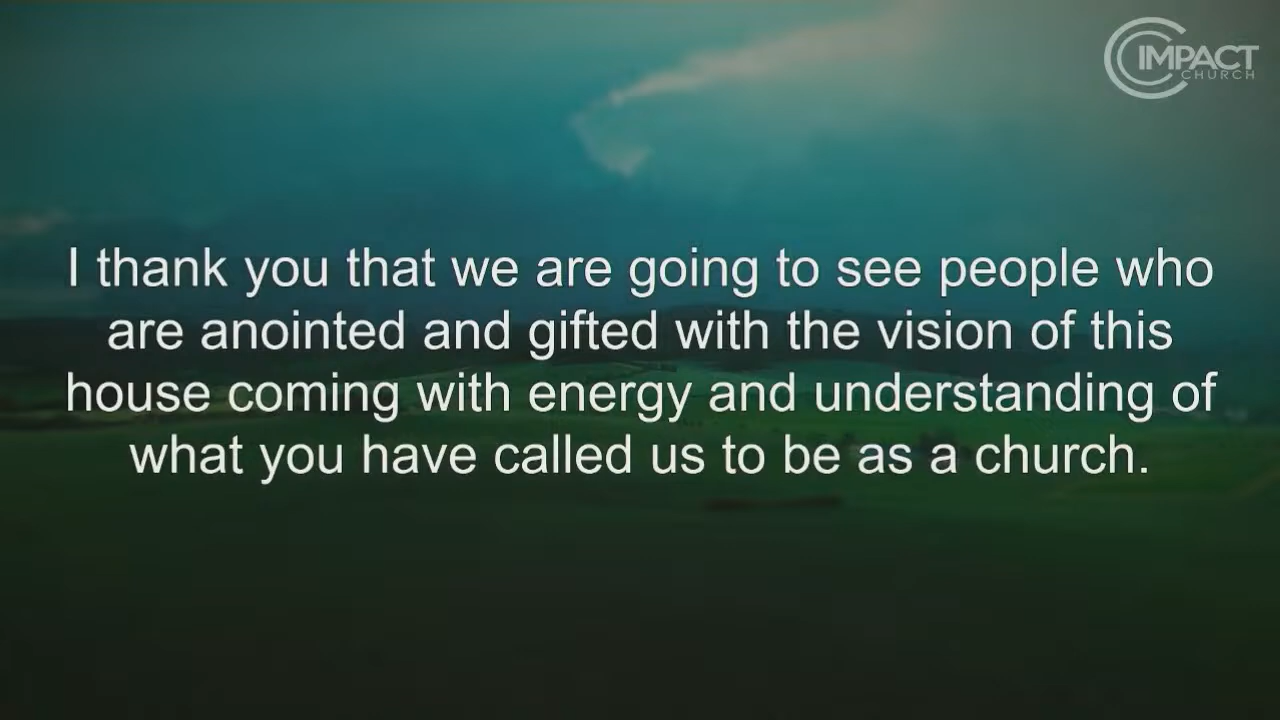 IMPACT
CHURCH
I thank you that we are going to see people who
are anointed and gifted with the vision of this
house coming with energy and understanding of
what you have called us to be as a church.